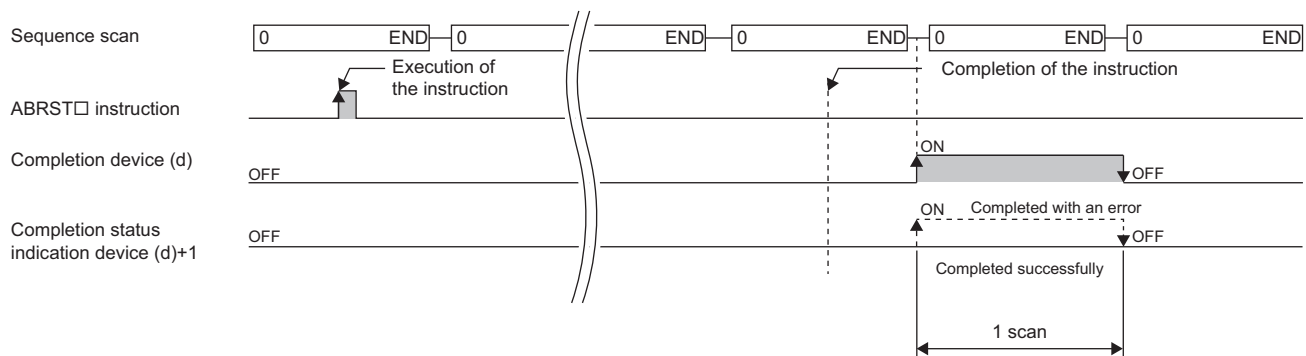 Sequence scan
0 END 0 END 0 END 0 END 0 END
Execution of
the instruction
Completion of the instruction
ABRST□ instruction
ON
Completion device (d)
OFF
OFF
ON
Completed with an error
Completion status
indication device (d)+1
OFF
OFF
Completed successfully
1 scan